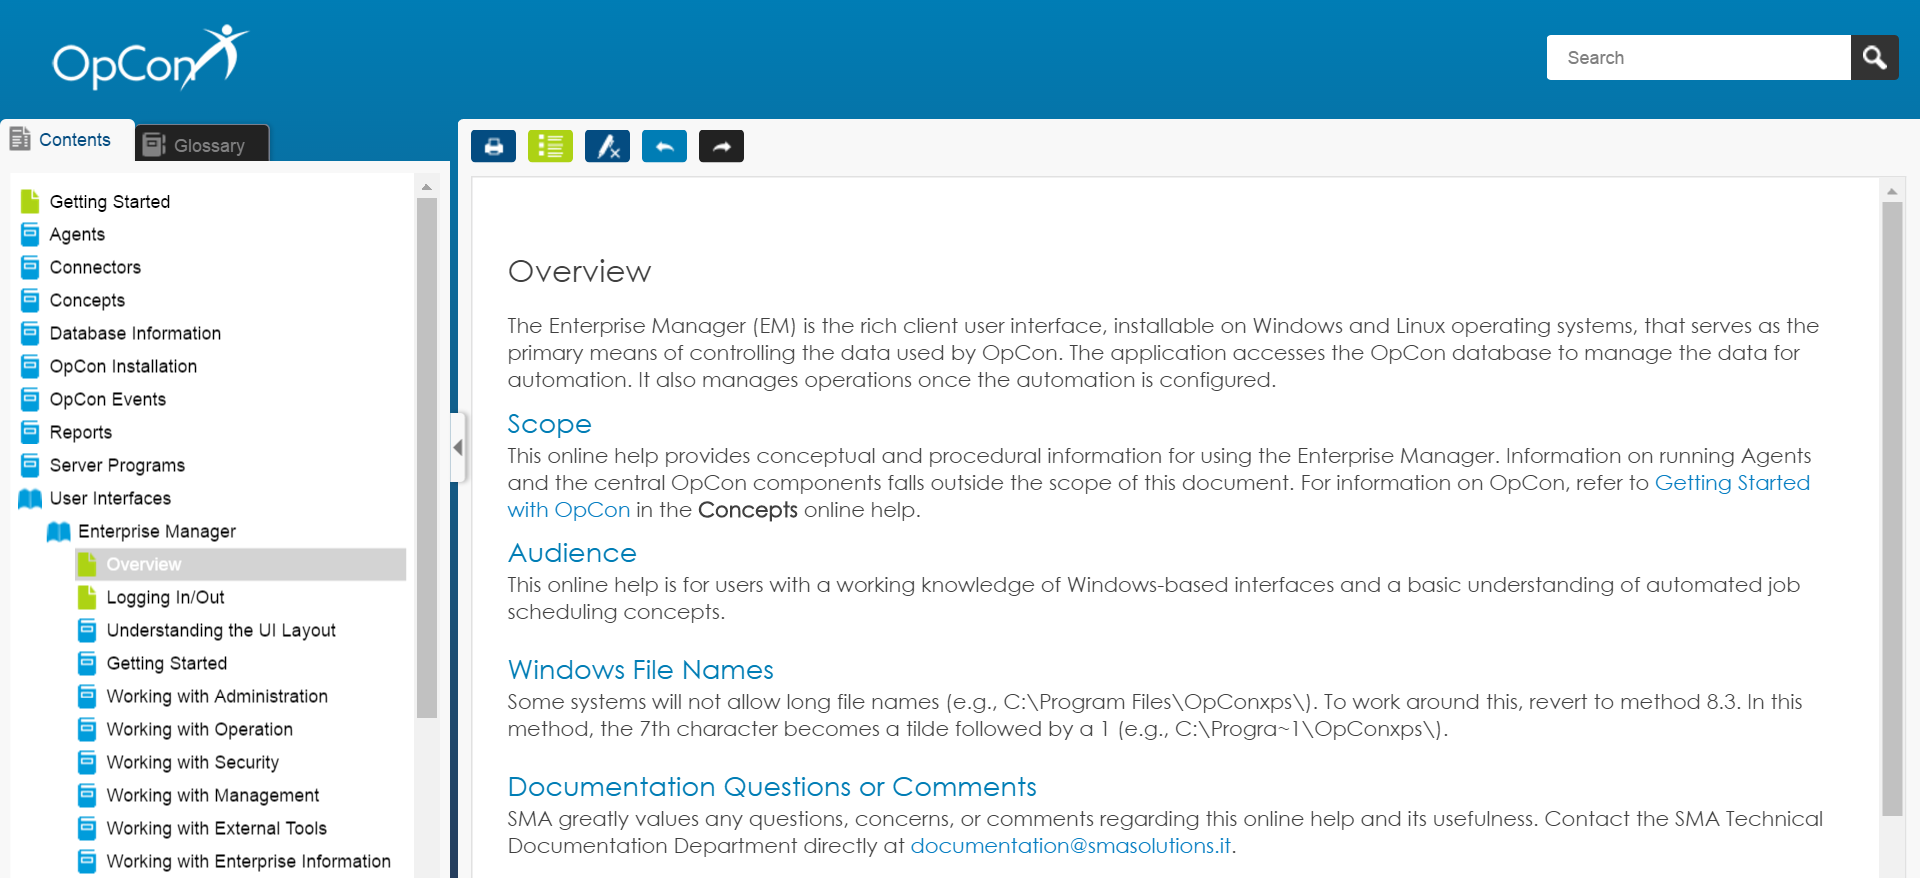 OpCon
Search
Contents
Glossary
Getting Started
Agents
Connectors
Concepts
Database Information
OpCon Installation
OpCon Events
Reports
Server Programs
User Interfaces
Enterprise Manager
Overview
Logging In/Out
Understanding the UI Layout
Getting Started
Working with Administration
Working with Operation
Working with Security
Working with Management
Working with External Tools
Working with Enterprise Information
Overview
The Enterprise Manager (EM) is the rich client user interface, installable on Windows and Linux operating systems, that serves as the
primary means of controlling the data used by OpCon. The application accesses the OpCon database to manage the data for
automation. It also manages operations once the automation is configured.
Scope
This online help provides conceptual and procedural information for using the Enterprise Manager. Information on running Agents
and the central OpCon components falls outside the scope of this document. For information on OpCon, refer to Getting Started
with OpCon in the Concepts online help.
Audience
This online help is for users with a working knowledge of Windows-based interfaces and a basic understanding of automated job
scheduling concepts.
Windows File Names
Some systems will not allow long file names (e.g., C:\Program Files\OpConxps\). To work around this, revert to method 8.3. In this
method, the 7th character becomes a tilde followed by a 1 (e.g., C:\Progra~1\OpConxps\).
Documentation Questions or Comments
SMA greatly values any questions, concerns, or comments regarding this online help and its usefulness. Contact the SMA Technical
Documentation Department directly at documentation@smasolutions.it.